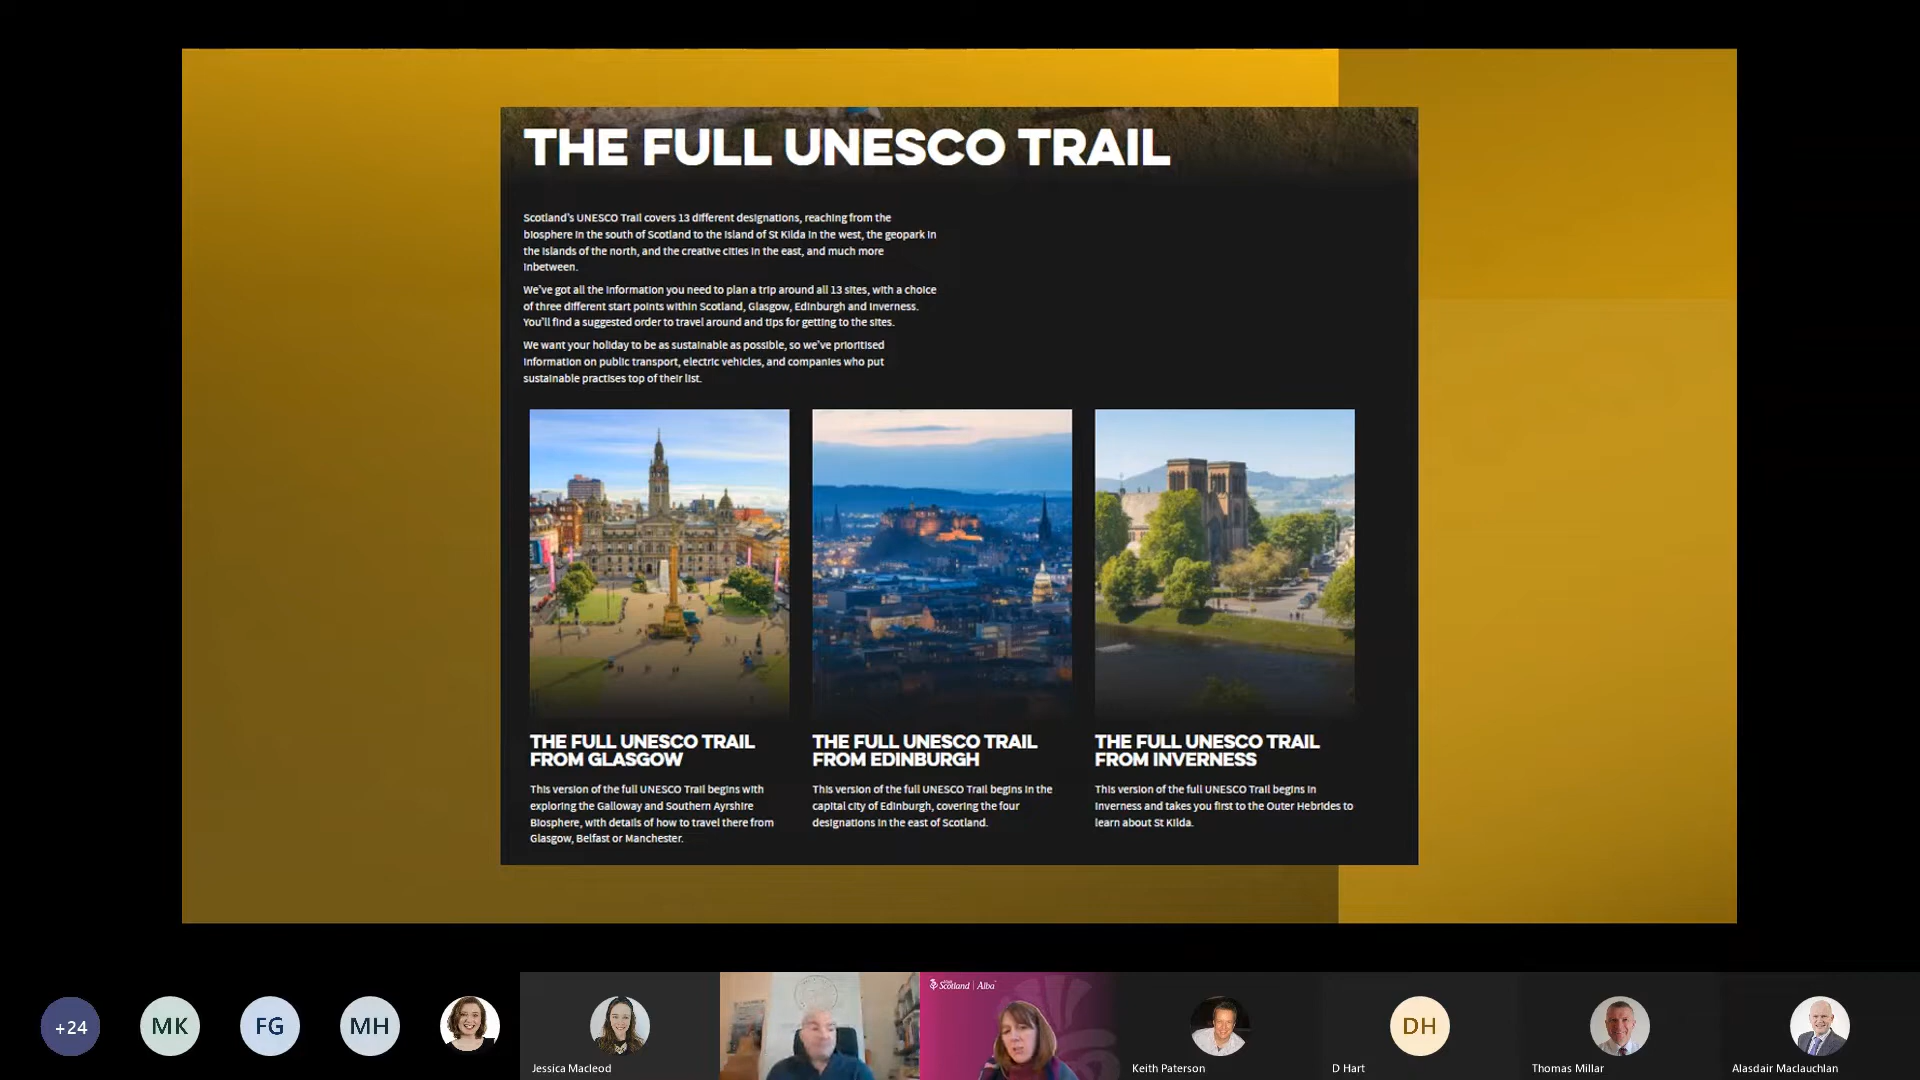 THE FULL UNESCO TRAIL
Scotland's UNESCO Trail covers 13 different designations, reaching from the
biosphere in the south of Scotland to the island of St Kilda in the west, the geopark in
the islands of the north, and the creative cities in the east, and much more
inbetween.
We've got all the information you need to plan a trip around all 13 sites, with a choice
of three different start points within Scotland, Glasgow, Edinburgh and Inverness.
You'll find a suggested order to travel around and tips for getting to the sites.
We want your holiday to be as sustainable as possible, so we've prioritised
information on public transport, electric vehicles, and companies who put
sustainable practises top of their list.
THE FULL UNESCO TRAIL
FROM GLASGOW
This version of the full UNESCO Trail begins with
exploring the Galloway and Southern Ayrshire
Biosphere, with details of how to travel there from
Glasgow, Belfast or Manchester.
THE FULL UNESCO TRAIL
FROM EDINBURGH
This version of the full UNESCO Trail begins in the
capital city of Edinburgh, covering the four
designations in the east of Scotland.
THE FULL UNESCO TRAIL
FROM INVERNESS
This version of the full UNESCO Trail begins in
Inverness and takes you first to the Outer Hebrides to
learn about St Kilda.
+24
MK
FG
MH
Jessica Macleod
Scotland | Alba
Keith Paterson
DH
D Hart
Thomas Millar
Alasdair Maclauchlan